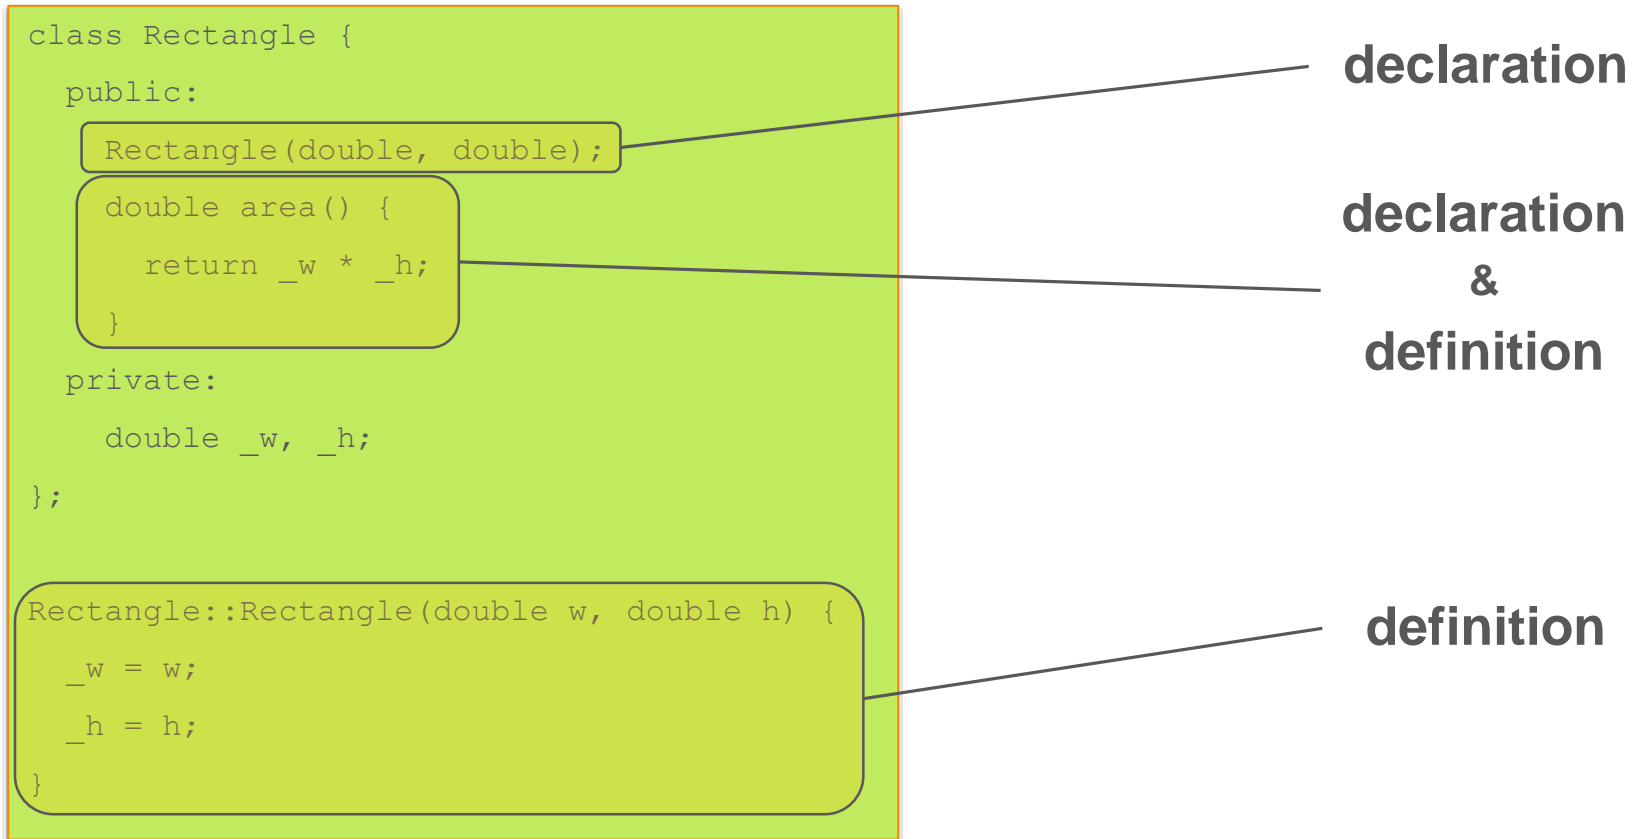 class Rectangle {
  public:
    Rectangle(double, double);
    double area() {
      return _w * _h;
    }
  private:
    double _w, _h;
};
Rectangle::Rectangle(double w, double h) {
  _w = w;
  _h = h;
}
declaration
declaration
&
definition
definition